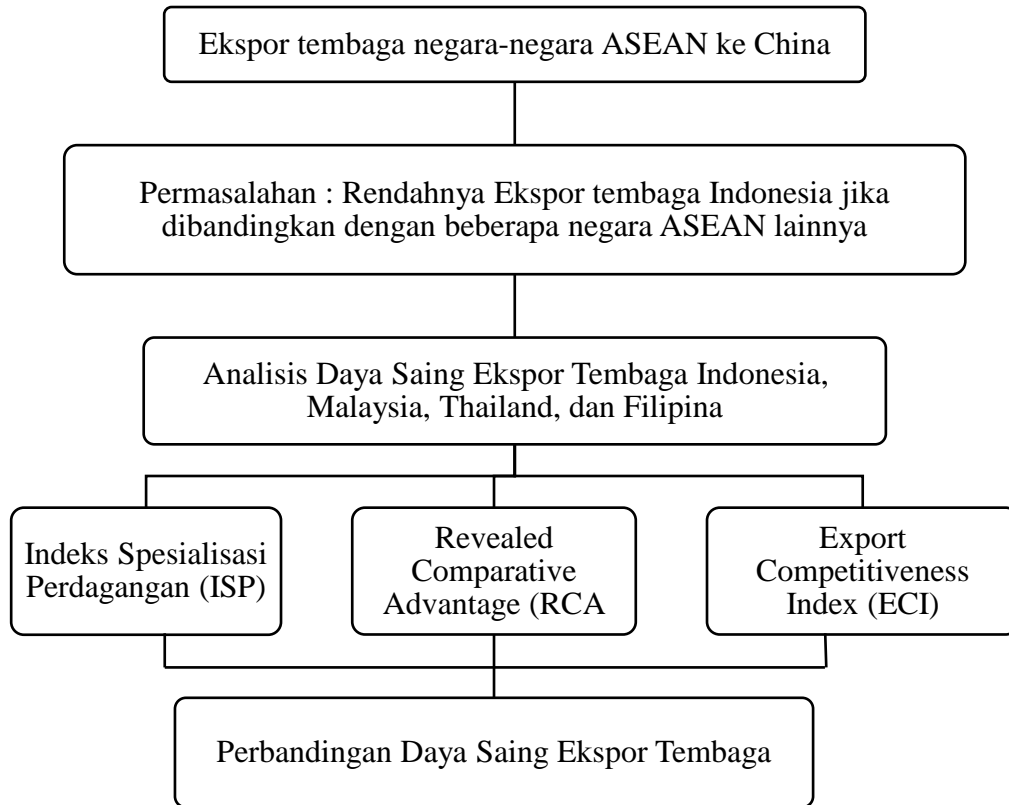 Ekspor tembaga negara-negara ASEAN ke China
Permasalahan : Rendahnya Ekspor tembaga Indonesia jika
dibandingkan dengan beberapa negara ASEAN lainnya
Analisis Daya Saing Ekspor Tembaga Indonesia,
Malaysia, Thailand, dan Filipina
Indeks Spesialisasi
Perdagangan (ISP)
Revealed
Comparative
Advantage (RCA
Export
Competitiveness
Index (ECI)
Perbandingan Daya Saing Ekspor Tembaga